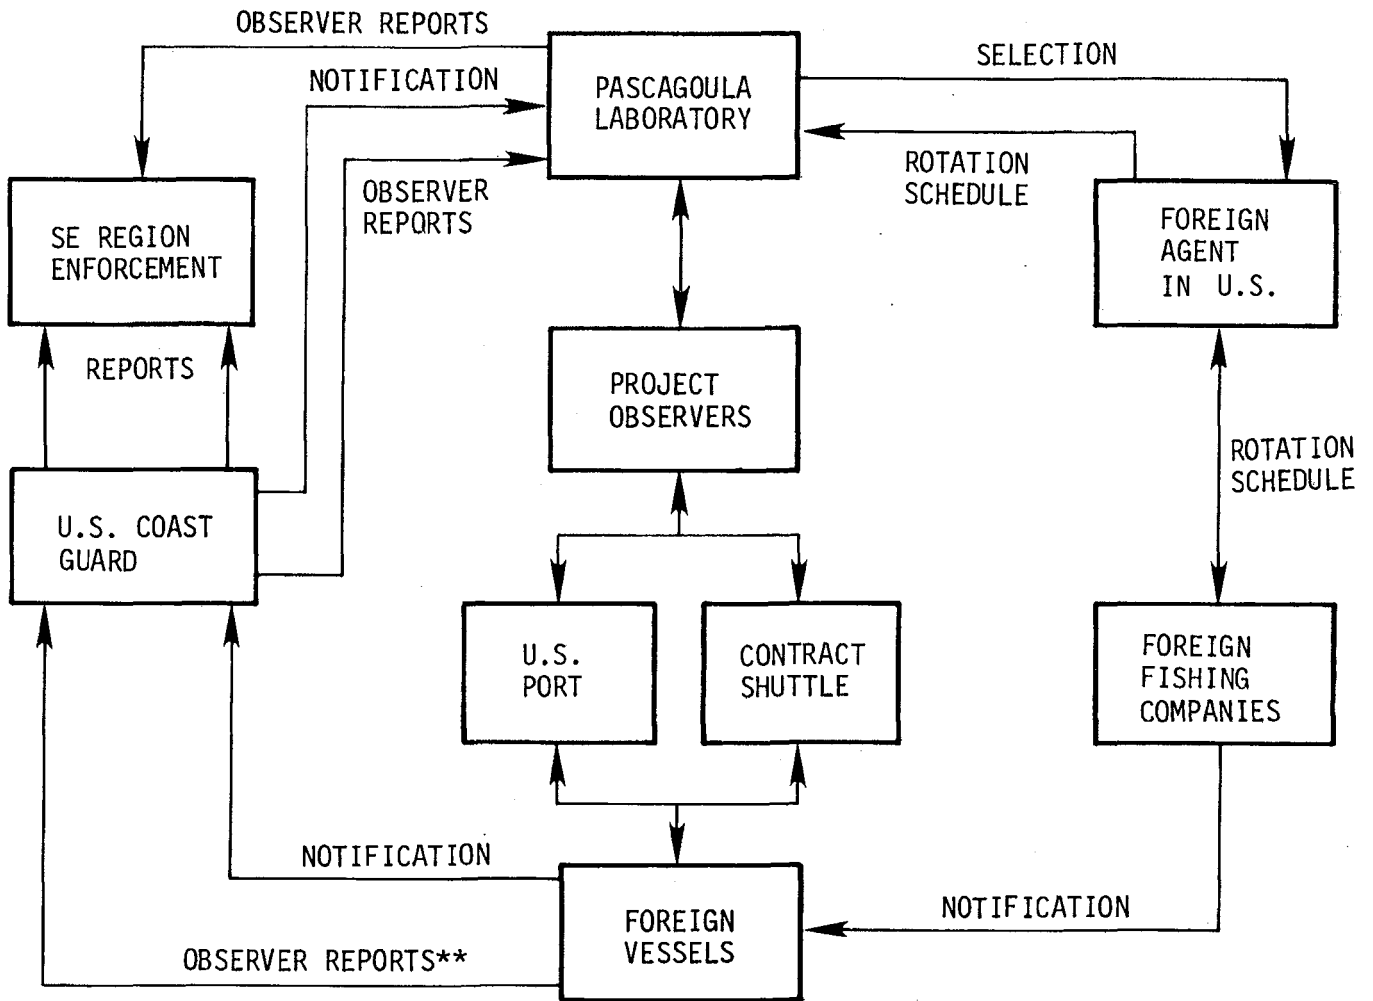 OBSERVER REPORTS
NOTIFICATION
PASCAGOULA
LABORATORY
SELECTION
ROTATION
SCHEDULE
OBSERVER
REPORTS
SE REGION
ENFORCEMENT
FOREIGN
AGENT
IN U.S.
REPORTS
PROJECT
OBSERVERS
ROTATION
SCHEDULE
U.S. COAST
GUARD
U.S.
PORT
CONTRACT
SHUTTLE
FOREIGN
FISHING
COMPANIES
NOTIFICATION
FOREIGN
VESSELS
NOTIFICATION
OBSERVER REPORTS**